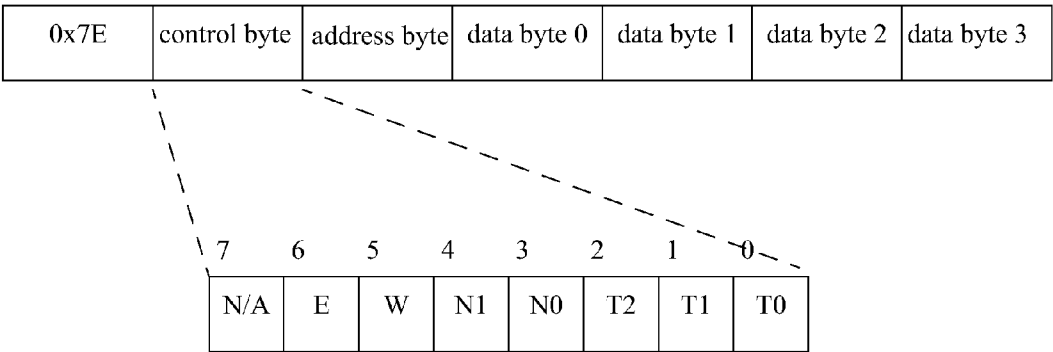 0x7E control byte address byte data byte 0 data byte 1 data byte 2 data byte 3
7 6 5 4 3 2 1 0
N/A E W N1 N0 T2 T1 T0